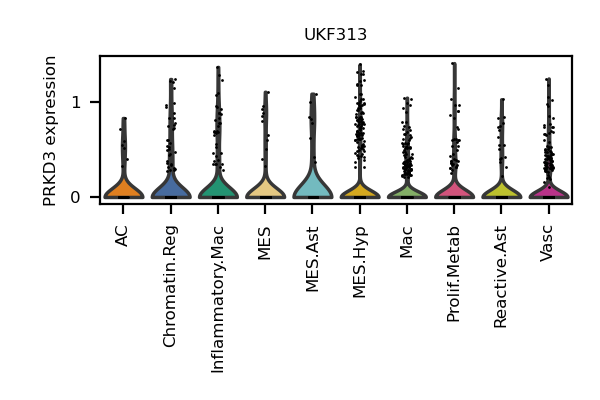 UKF313
PRKD3 expression
1
0
AC
Chromatin.Reg
Inflammatory.Mac
MES
MES.Ast
MES.Hyp
Mac
Prolif.Metab
Reactive.Ast
Vasc